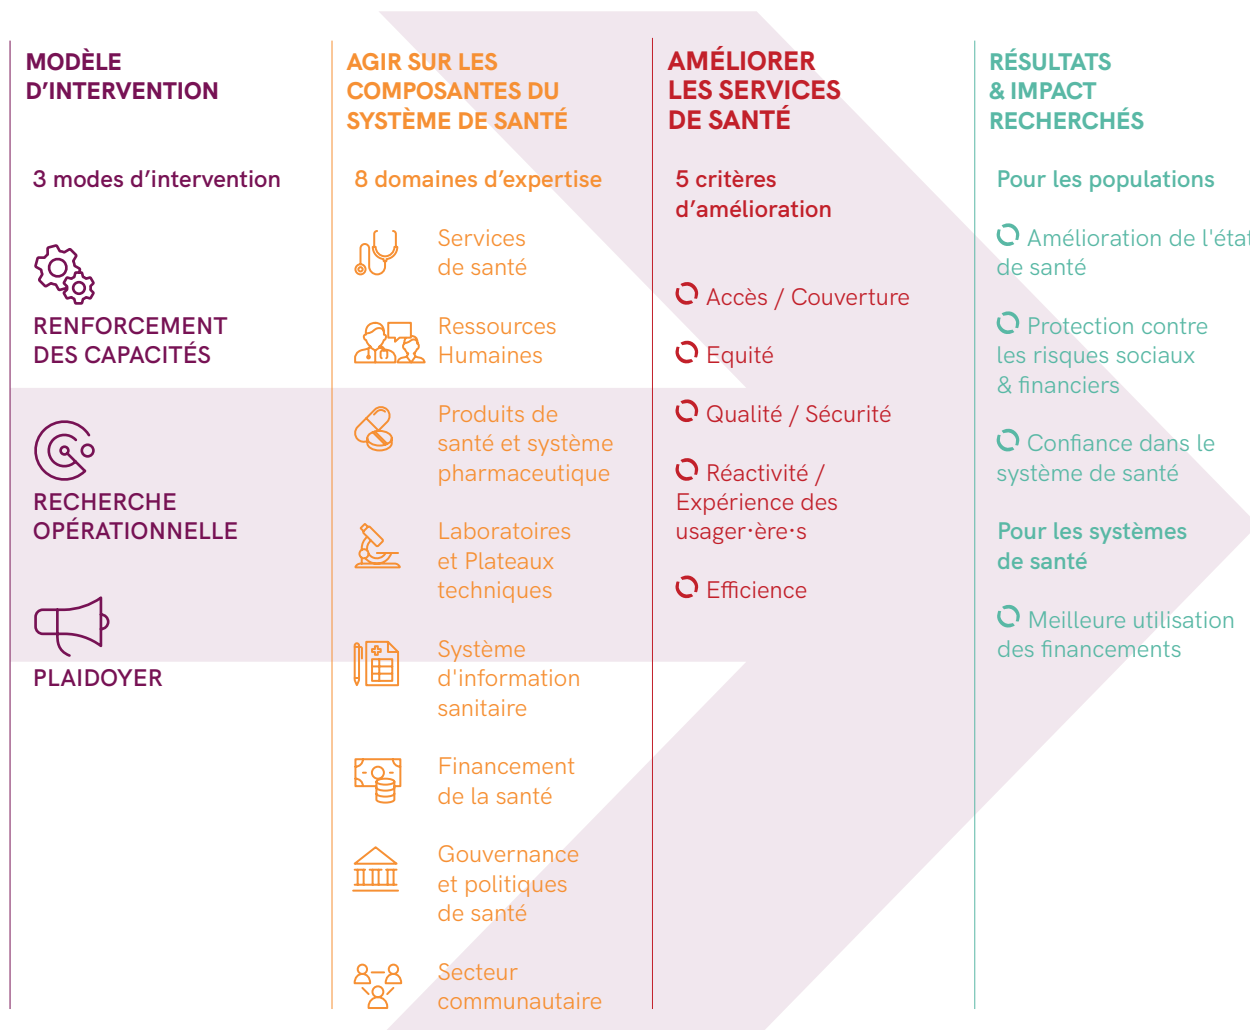 MODÈLE
D'INTERVENTION
3 modes d'intervention
RENFORCEMENT
DES CAPACITÉS
RECHERCHE
OPÉRATIONNELLE
PLAIDOYER
AGIR SUR LES
COMPOSANTES DU
SYSTÈME DE SANTÉ
8 domaines d'expertise
Services
de santé
Ressources
Humaines
Produits de
santé et système
pharmaceutique
Laboratoires
et Plateaux
techniques
Système
d'information
sanitaire
Financement
de la santé
Gouvernance
et politiques
de santé
Secteur
communautaire
AMÉLIORER
LES SERVICES
DE SANTÉ
5 critères
d'amélioration
Accès / Couverture
Equité
Qualité / Sécurité
Réactivité /
Expérience des
usager·ère·s
Efficience
RÉSULTATS
& IMPACT
RECHERCHÉS
Pour les populations
Amélioration de l'état
de santé
Protection contre
les risques sociaux
& financiers
Confiance dans le
système de santé
Pour les systèmes
de santé
Meilleure utilisation
des financements